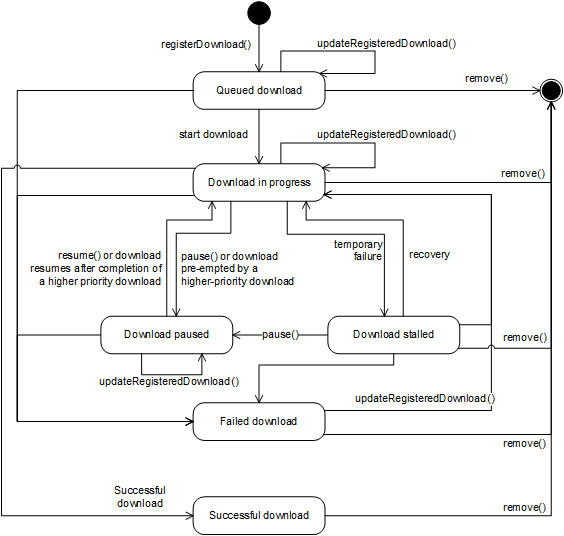 registerDownload()
updateRegisteredDownload()
remove()
Queued download
start download
updateRegisteredDownload()
remove()
Download in progress
resume() or download
resumes after completion of
a higher priority download
pause() or download
pre-empted by a
higher-priority download
temporary
failure
recovery
Download paused
pause()
Download stalled
remove()
updateRegisteredDownload()
updateRegisteredDownload()
Failed download
remove()
Successful
download
Successful download
remove()